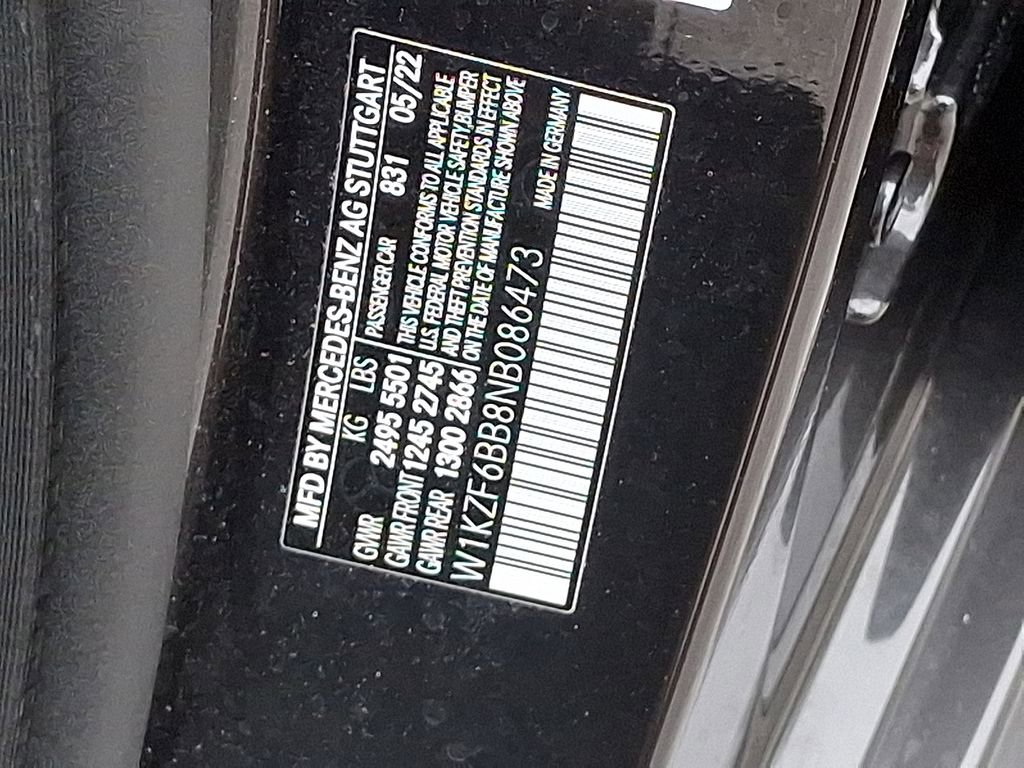 MFD BY MERCEDES-BENZ AG STUTTGART
KG LBS
GVWR 2495 5501
GAWR FRONT 1245 2745
GAWR REAR 1300 2866
PASSENGER CAR 831 05/22
THIS VEHICLE CONFORMS TO ALL APPLICABLE
U.S. FEDERAL MOTOR VEHICLE SAFETY, BUMPER
AND THEFT PREVENTION STANDARDS IN EFFECT
ON THE DATE OF MANUFACTURE SHOWN ABOVE
W1KZF6BB8NB086473
MADE IN GERMANY